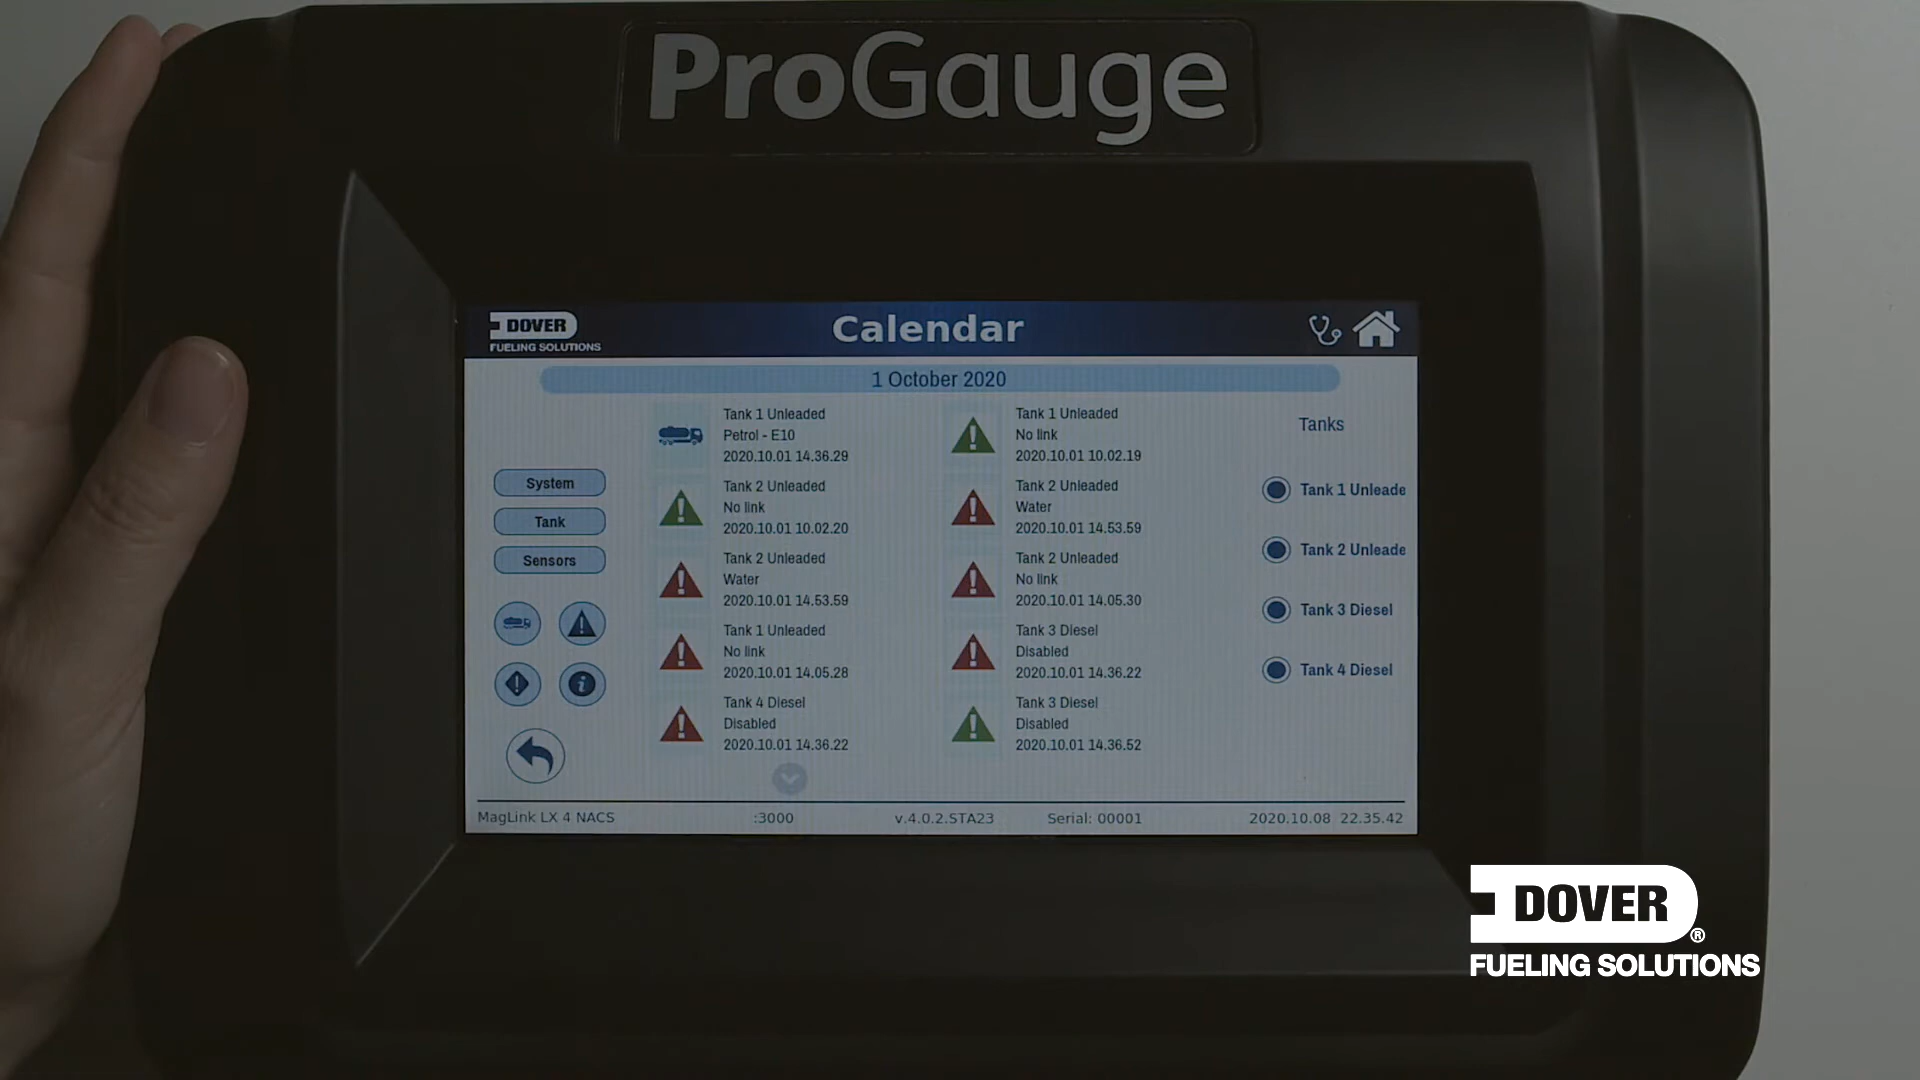 ProGauge
DOVER
FUELING SOLUTIONS
Calendar
1 October 2020
System
Tank
Sensors
Tank 1 Unleaded
Petrol - E10
2020.10.01 14.36.29
Tank 2 Unleaded
No link
2020.10.01 10.02.20
Tank 2 Unleaded
Water
2020.10.01 14.53.59
Tank 1 Unleaded
No link
2020.10.01 14.05.28
Tank 4 Diesel
Disabled
2020.10.01 14.36.22
Tank 1 Unleaded
No link
2020.10.01 10.02.19
Tank 2 Unleaded
Water
2020.10.01 14.53.59
Tank 2 Unleaded
No link
2020.10.01 14.05.30
Tank 3 Diesel
Disabled
2020.10.01 14.36.22
Tank 3 Diesel
Disabled
2020.10.01 14.36.52
Tanks
Tank 1 Unleade
Tank 2 Unleade
Tank 3 Diesel
Tank 4 Diesel
MagLink LX 4 NACS :3000 v.4.0.2.STA23 Serial: 00001 2020.10.08 22.35.42
DOVER®
FUELING SOLUTIONS